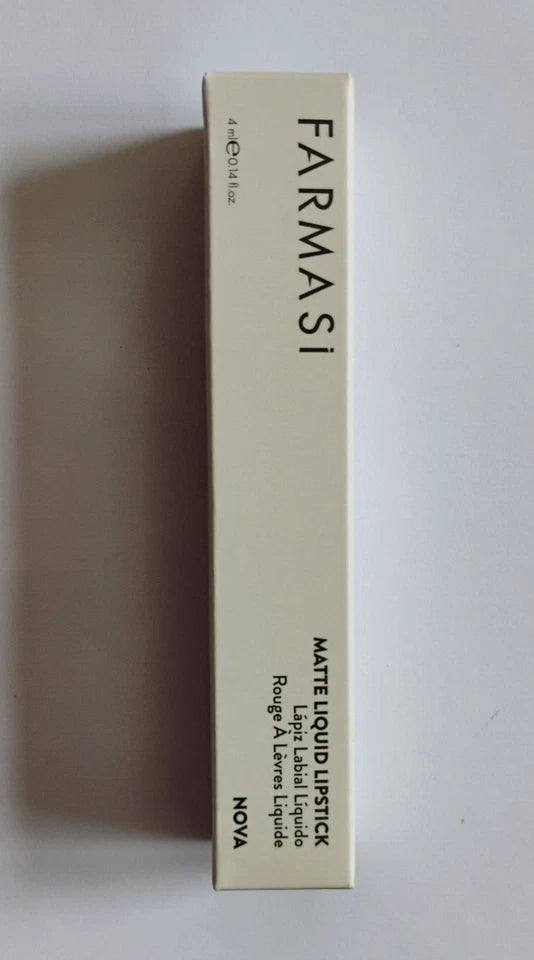 FARMASi
4 ml ℮ 0.14 fl.oz.
MATTE LIQUID LIPSTICK
Lápiz Labial Líquido
Rouge À Lèvres Liquide
NOVA